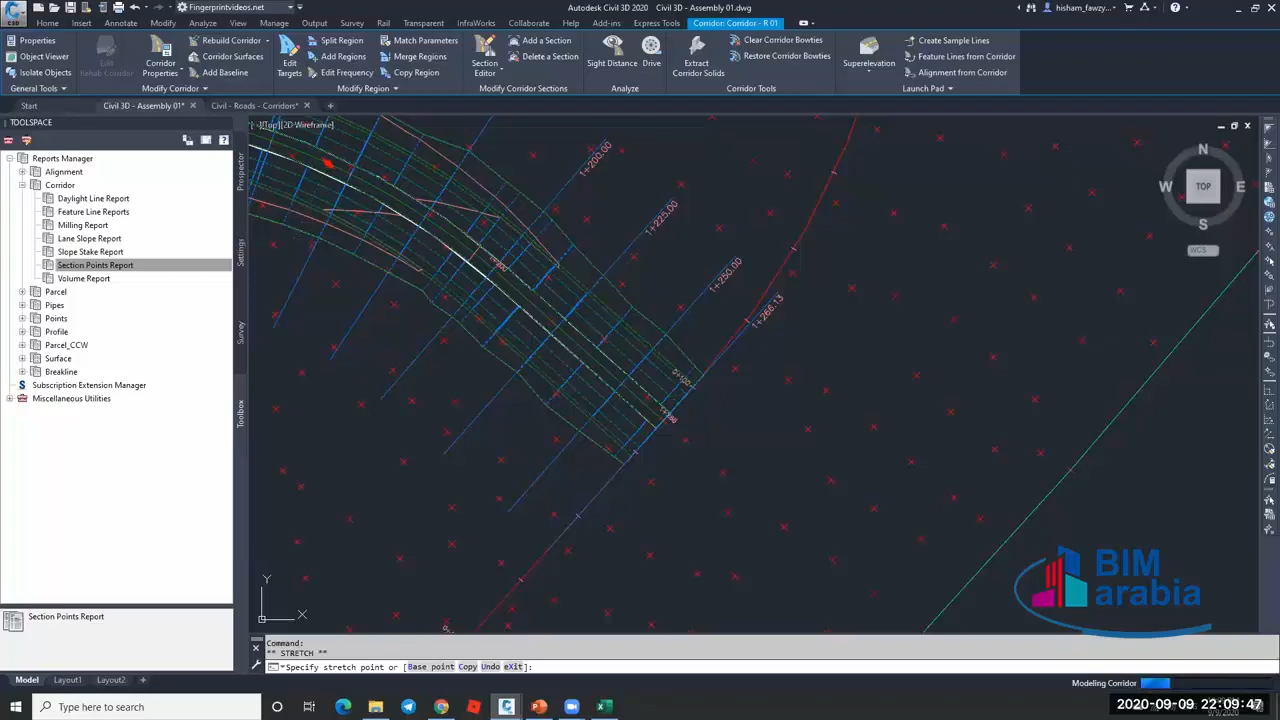 Fingerprintvideos.net
Autodesk Civil 3D 2020 Civil 3D - Assembly 01.dwg
hisham_fawzy...
C3D
Home Insert Annotate Modify Analyze View Manage Output Survey Rail Transparent InfraWorks Collaborate Help Add-ins Express Tools Corridor: Corridor - R 01
Properties
Object Viewer
Isolate Objects
General Tools
Edit Rehab Corridor
Corridor Properties
Rebuild Corridor
Corridor Surfaces
Add Baseline
Modify Corridor
Edit Targets
Split Region
Add Regions
Edit Frequency
Match Parameters
Merge Regions
Copy Region
Modify Region
Section Editor
Add a Section
Delete a Section
Modify Corridor Sections
Sight Distance Drive
Analyze
Extract Corridor Solids
Clear Corridor Bowties
Restore Corridor Bowties
Corridor Tools
Superelevation
Create Sample Lines
Feature Lines from Corridor
Alignment from Corridor
Launch Pad
Start Civil 3D - Assembly 01* Civil - Roads - Corridors*
TOOLSPACE
Reports Manager
Alignment
Corridor
Daylight Line Report
Feature Line Reports
Milling Report
Lane Slope Report
Slope Stake Report
Section Points Report
Volume Report
Parcel
Pipes
Points
Profile
Parcel_CCW
Surface
Breakline
Subscription Extension Manager
Miscellaneous Utilities
Prospector
Settings
Survey
Toolbox
Section Points Report
[-][Top][2D Wireframe]
1+200.00
1+225.00
1+250.00
1+266.13
N
W TOP E
S
WCS
Y
X
BIM
arabia
Command:
** STRETCH **
Specify stretch point or [Base point Copy Undo eXit]:
Model Layout1 Layout2
Modeling Corridor
Type here to search
2020-09-09 22:09:47